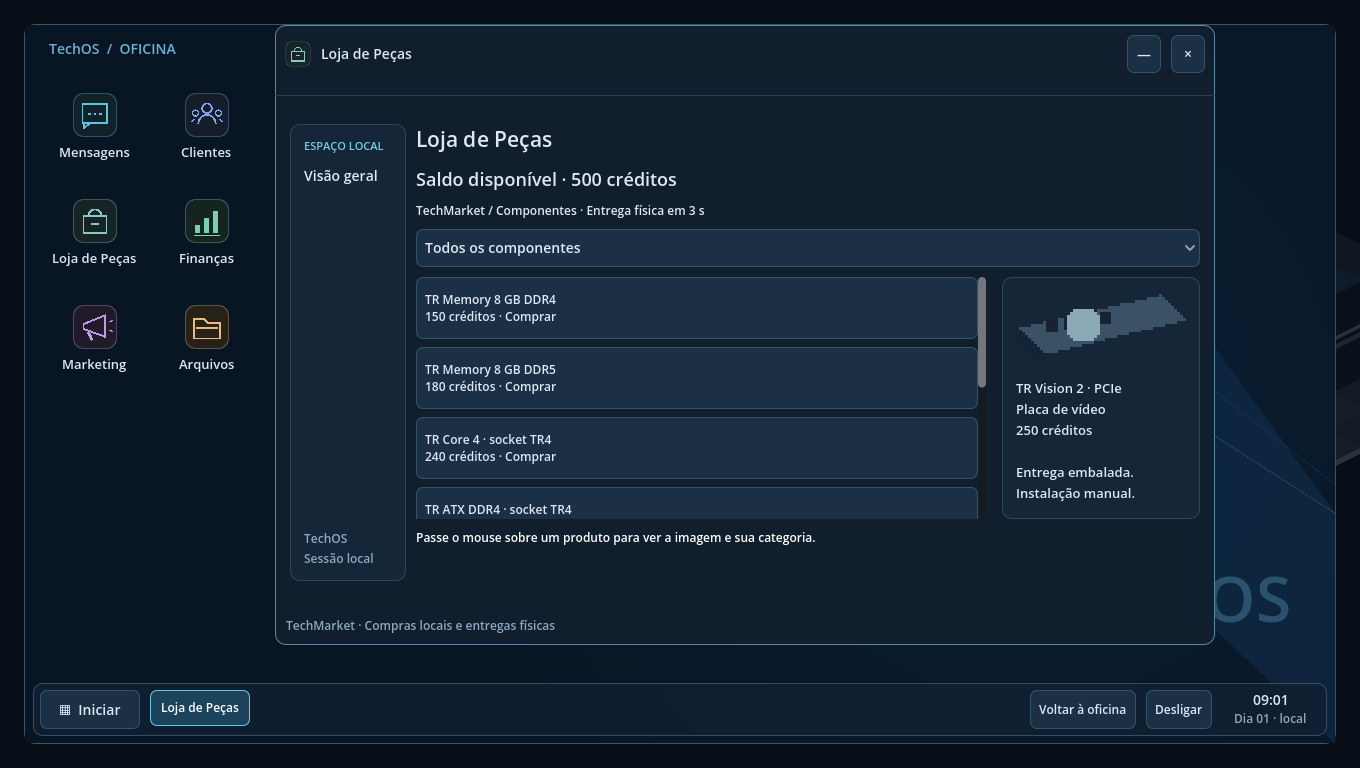 TechOS / OFICINA
Mensagens
Clientes
Loja de Peças
Finanças
Marketing
Arquivos
Loja de Peças
—
×
ESPAÇO LOCAL
Visão geral
TechOS
Sessão local
Loja de Peças
Saldo disponível · 500 créditos
TechMarket / Componentes · Entrega física em 3 s
Todos os componentes
TR Memory 8 GB DDR4
150 créditos · Comprar
TR Memory 8 GB DDR5
180 créditos · Comprar
TR Core 4 · socket TR4
240 créditos · Comprar
TR ATX DDR4 · socket TR4
TR Vision 2 · PCIe
Placa de vídeo
250 créditos
Entrega embalada.
Instalação manual.
Passe o mouse sobre um produto para ver a imagem e sua categoria.
TechMarket · Compras locais e entregas físicas
OS
Iniciar
Loja de Peças
Voltar à oficina
Desligar
09:01
Dia 01 · local